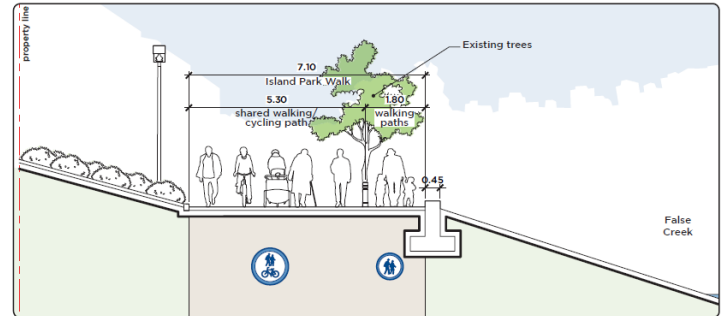 property line
Existing trees
7.10
Island Park Walk
5.30
1.80
shared walking
cycling path
walking
paths
0.45
False
Creek